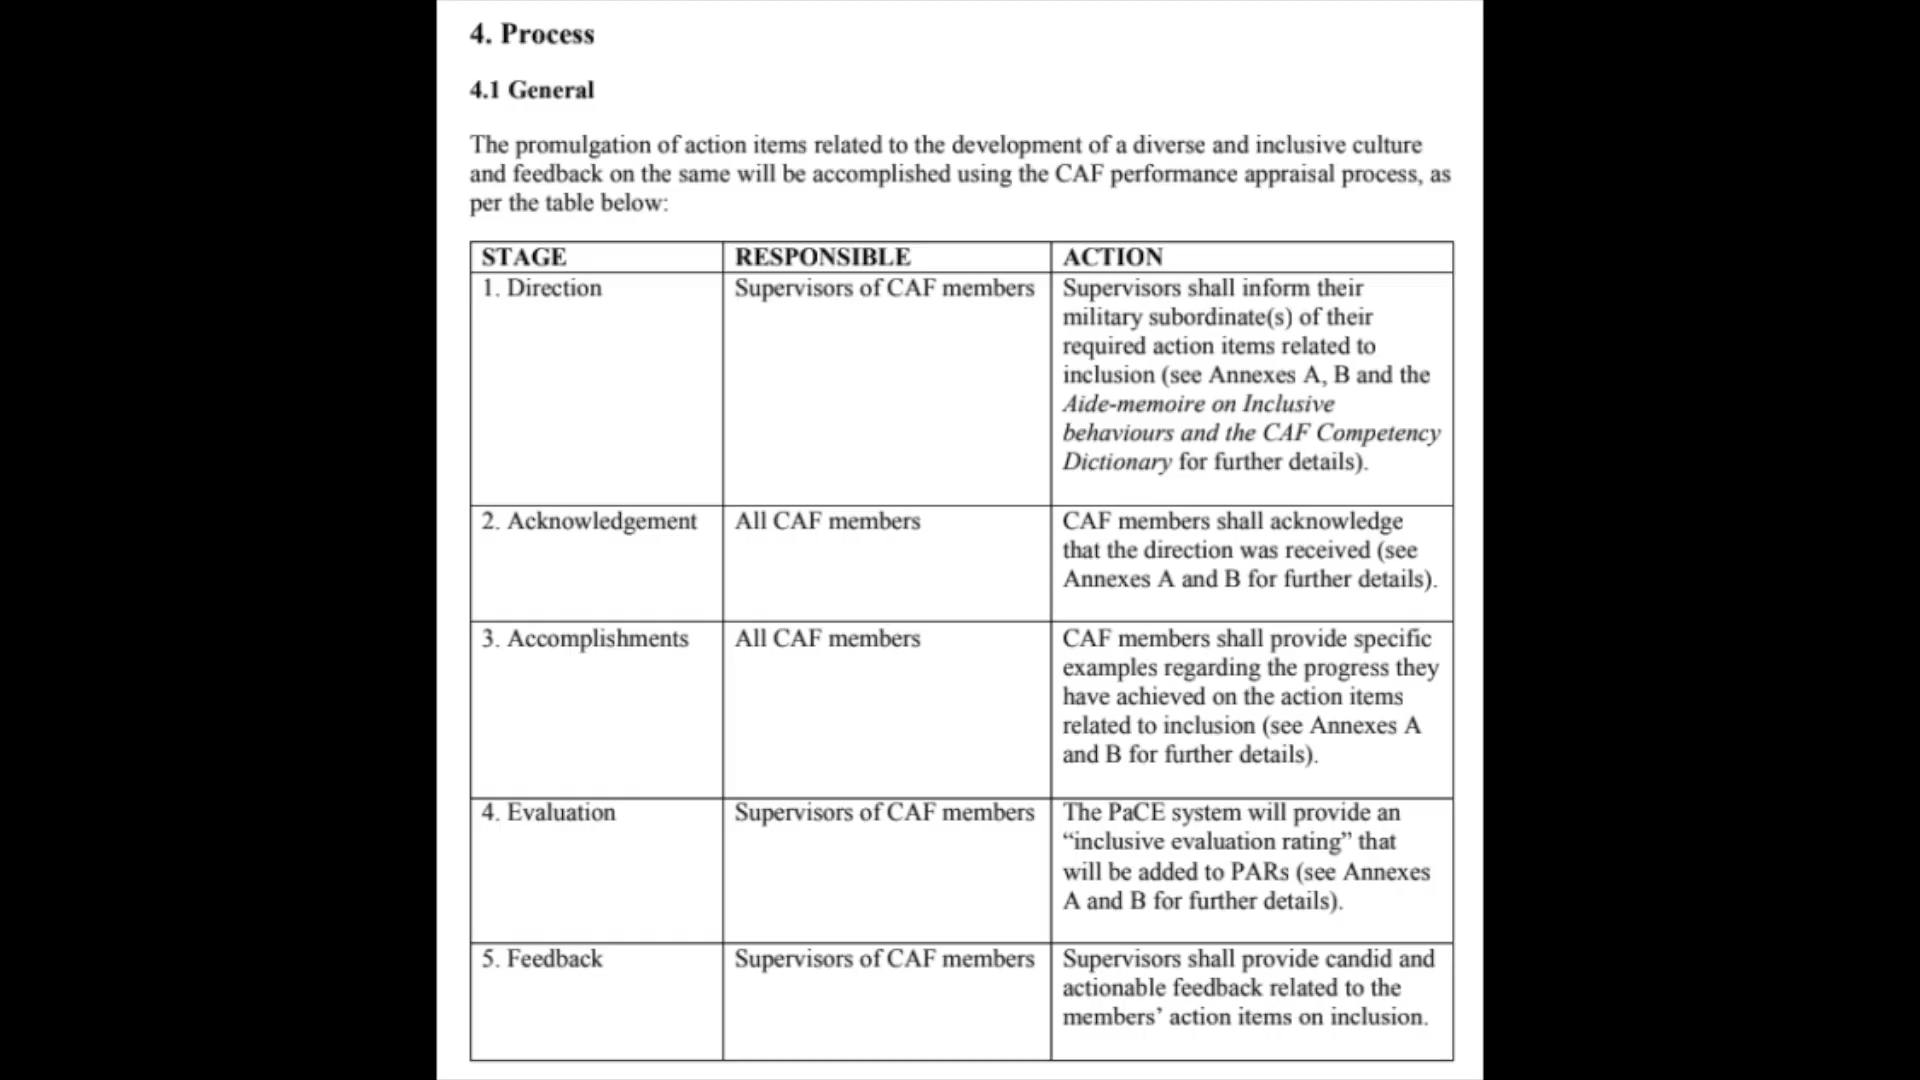 4. Process
4.1 General
The promulgation of action items related to the development of a diverse and inclusive culture
and feedback on the same will be accomplished using the CAF performance appraisal process, as
per the table below:
STAGE
RESPONSIBLE
ACTION
1. Direction
Supervisors of CAF members
Supervisors shall inform their
military subordinate(s) of their
required action items related to
inclusion (see Annexes A, B and the
Aide-memoire on Inclusive
behaviours and the CAF Competency
Dictionary for further details).
2. Acknowledgement
All CAF members
CAF members shall acknowledge
that the direction was received (see
Annexes A and B for further details).
3. Accomplishments
All CAF members
CAF members shall provide specific
examples regarding the progress they
have achieved on the action items
related to inclusion (see Annexes A
and B for further details).
4. Evaluation
Supervisors of CAF members
The PaCE system will provide an
“inclusive evaluation rating” that
will be added to PARs (see Annexes
A and B for further details).
5. Feedback
Supervisors of CAF members
Supervisors shall provide candid and
actionable feedback related to the
members’ action items on inclusion.